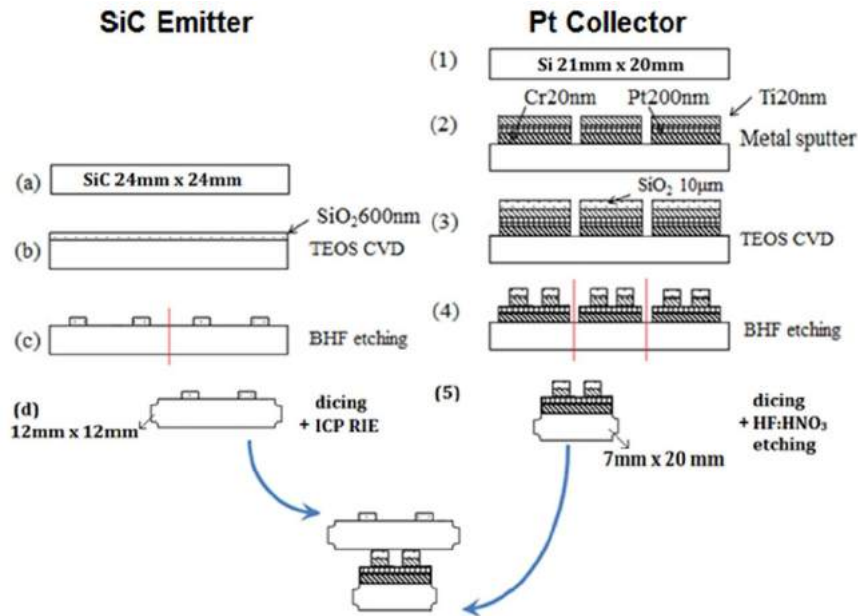 SiC Emitter
(a)
SiC 24mm x 24mm
(b)
SiO₂600nm
TEOS CVD
(c)
BHF etching
(d)
12mm x 12mm
dicing
+ ICP RIE
Pt Collector
(1)
Si 21mm x 20mm
(2)
Cr20nm
Pt200nm
Ti20nm
Metal sputter
(3)
SiO₂ 10μm
TEOS CVD
(4)
BHF etching
(5)
7mm x 20 mm
dicing
+ HF:HNO₃
etching